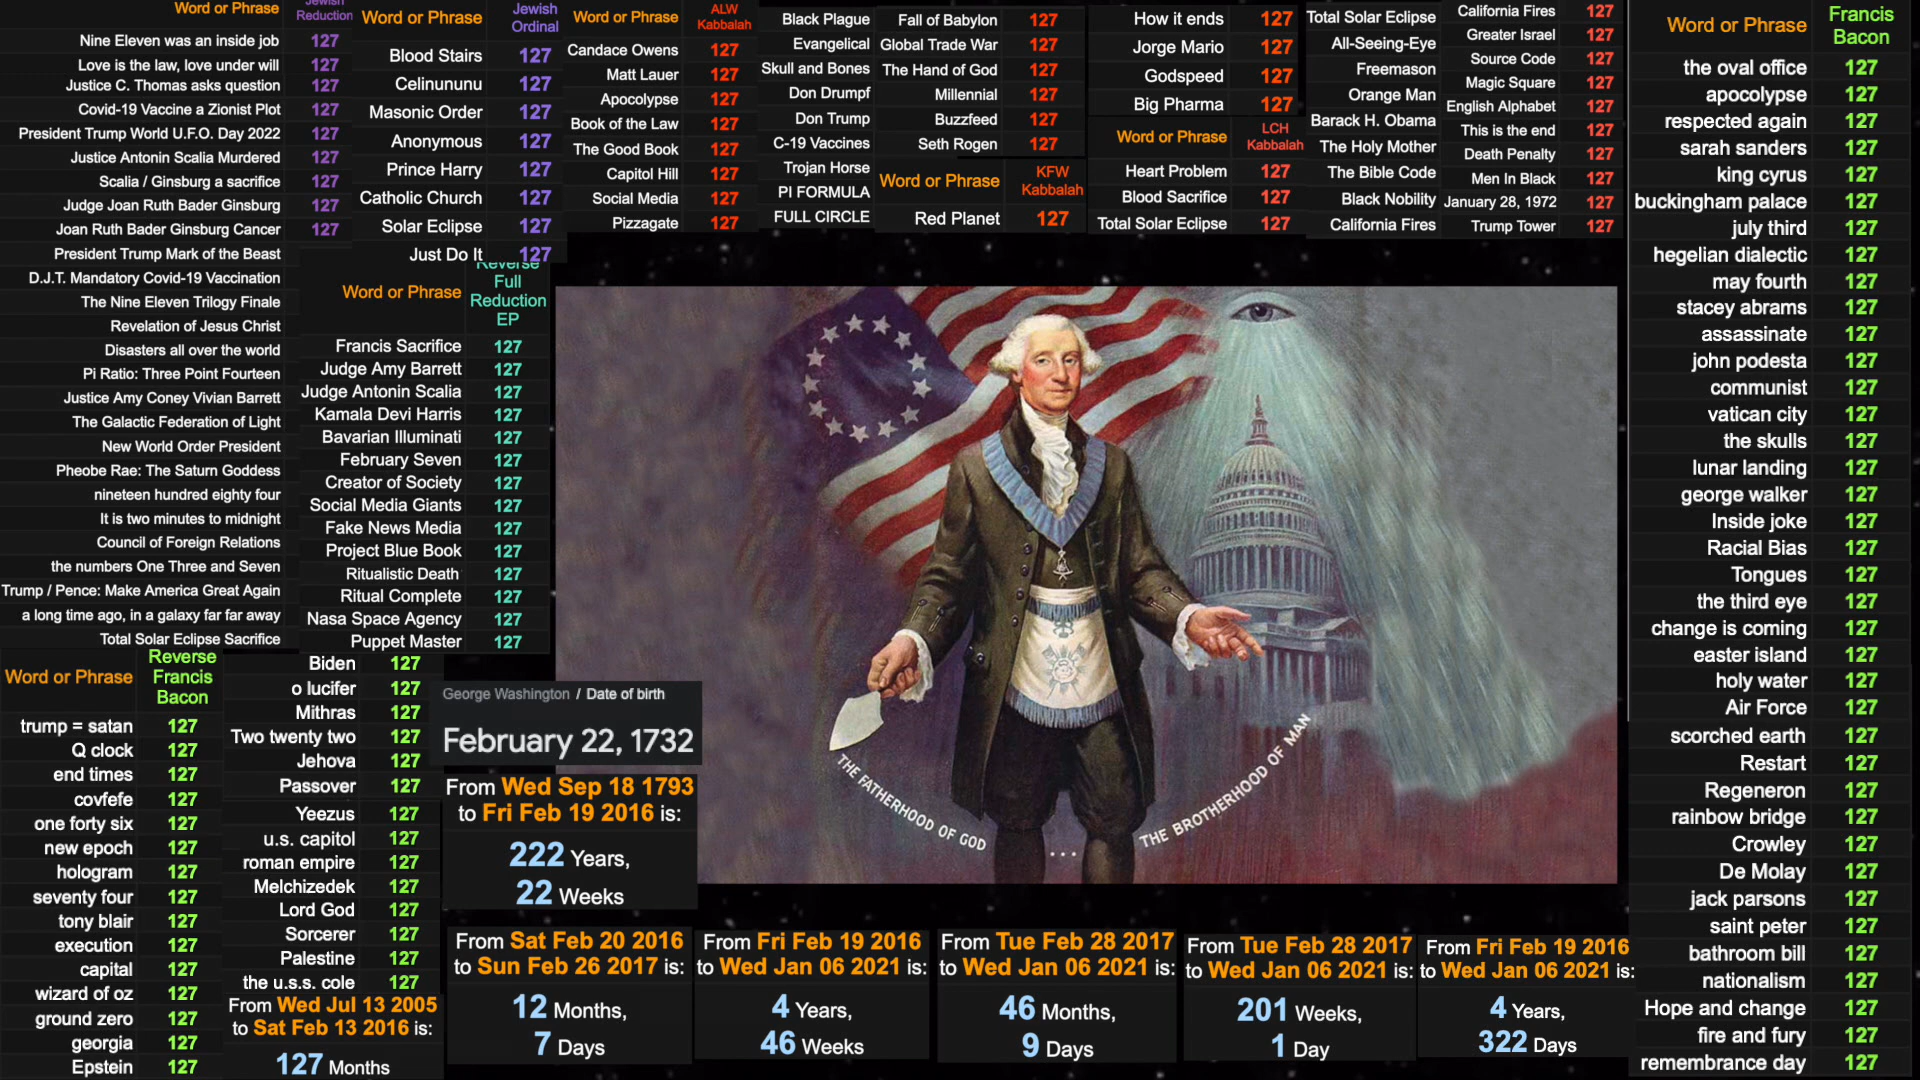 Word or Phrase
Jewish Reduction
Nine Eleven was an inside job 127
Love is the law, love under will 127
Justice C. Thomas asks question 127
Covid-19 Vaccine a Zionist Plot 127
President Trump World U.F.O. Day 2022 127
Justice Antonin Scalia Murdered 127
Scalia / Ginsburg a sacrifice 127
Judge Joan Ruth Bader Ginsburg 127
Joan Ruth Bader Ginsburg Cancer 127
President Trump Mark of the Beast
D.J.T. Mandatory Covid-19 Vaccination
The Nine Eleven Trilogy Finale
Revelation of Jesus Christ
Disasters all over the world
Pi Ratio: Three Point Fourteen
Justice Amy Coney Vivian Barrett
The Galactic Federation of Light
New World Order President
Pheobe Rae: The Saturn Goddess
nineteen hundred eighty four
It is two minutes to midnight
Council of Foreign Relations
the numbers One Three and Seven
Trump / Pence: Make America Great Again
a long time ago, in a galaxy far far away
Total Solar Eclipse Sacrifice
Word or Phrase
Jewish
Ordinal
Blood Stairs 127
Celinununu 127
Masonic Order 127
Anonymous 127
Prince Harry 127
Catholic Church 127
Solar Eclipse 127
Just Do It 127
Word or Phrase
Reverse
Full
Reduction
EP
Francis Sacrifice 127
Judge Amy Barrett 127
Judge Antonin Scalia 127
Kamala Devi Harris 127
Bavarian Illuminati 127
February Seven 127
Creator of Society 127
Social Media Giants 127
Fake News Media 127
Project Blue Book 127
Ritualistic Death 127
Ritual Complete 127
Nasa Space Agency 127
Puppet Master 127
Word or Phrase
ALW
Kabbalah
Candace Owens 127
Matt Lauer 127
Apocolypse 127
Book of the Law 127
The Good Book 127
Capitol Hill 127
Social Media 127
Pizzagate 127
Black Plague
Evangelical
Skull and Bones
Don Drumpf
Don Trump
C-19 Vaccines
Trojan Horse
PI FORMULA
FULL CIRCLE
Fall of Babylon 127
Global Trade War 127
The Hand of God 127
Millennial 127
Buzzfeed 127
Seth Rogen 127
Word or Phrase
KFW
Kabbalah
Red Planet 127
How it ends 127
Jorge Mario 127
Godspeed 127
Big Pharma 127
Word or Phrase
LCH
Kabbalah
Heart Problem 127
Blood Sacrifice 127
Total Solar Eclipse 127
Total Solar Eclipse
All-Seeing-Eye
Freemason
Orange Man
Barack H. Obama
The Holy Mother
The Bible Code
Black Nobility
California Fires
California Fires 127
Greater Israel 127
Source Code 127
Magic Square 127
English Alphabet 127
This is the end 127
Death Penalty 127
Men In Black 127
January 28, 1972 127
Trump Tower 127
Word or Phrase
Francis
Bacon
the oval office 127
apocolypse 127
respected again 127
sarah sanders 127
king cyrus 127
buckingham palace 127
july third 127
hegelian dialectic 127
may fourth 127
stacey abrams 127
assassinate 127
john podesta 127
communist 127
vatican city 127
the skulls 127
lunar landing 127
george walker 127
Inside joke 127
Racial Bias 127
Tongues 127
the third eye 127
change is coming 127
easter island 127
holy water 127
Air Force 127
scorched earth 127
Restart 127
Regeneron 127
rainbow bridge 127
Crowley 127
De Molay 127
jack parsons 127
saint peter 127
bathroom bill 127
nationalism 127
Hope and change 127
fire and fury 127
remembrance day 127
Word or Phrase
Reverse
Francis
Bacon
trump = satan 127
Q clock 127
end times 127
covfefe 127
one forty six 127
new epoch 127
hologram 127
seventy four 127
tony blair 127
execution 127
capital 127
wizard of oz 127
ground zero 127
georgia 127
Epstein 127
Biden 127
o lucifer 127
Mithras 127
Two twenty two 127
Jehova 127
Passover 127
Yeezus 127
u.s. capitol 127
roman empire 127
Melchizedek 127
Lord God 127
Sorcerer 127
Palestine 127
the u.s.s. cole 127
From Wed Jul 13 2005
to Sat Feb 13 2016 is:
127 Months
George Washington / Date of birth
February 22, 1732
From Wed Sep 18 1793
to Fri Feb 19 2016 is:
222 Years,
22 Weeks
THE FATHERHOOD OF GOD
...
THE BROTHERHOOD OF MAN
From Sat Feb 20 2016
to Sun Feb 26 2017 is:
12 Months,
7 Days
From Fri Feb 19 2016
to Wed Jan 06 2021 is:
4 Years,
46 Weeks
From Tue Feb 28 2017
to Wed Jan 06 2021 is:
46 Months,
9 Days
From Tue Feb 28 2017
to Wed Jan 06 2021 is:
201 Weeks,
1 Day
From Fri Feb 19 2016
to Wed Jan 06 2021 is:
4 Years,
322 Days